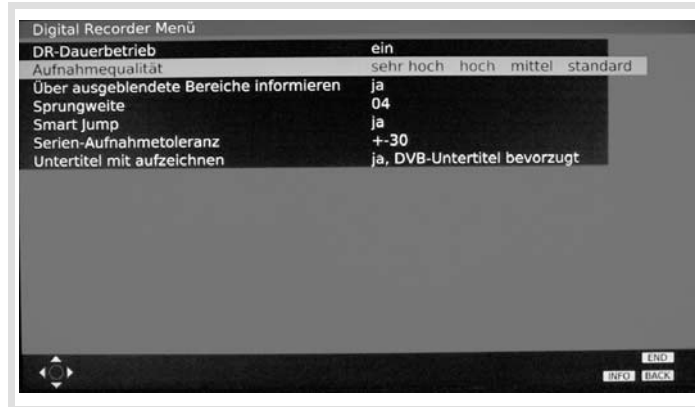 Digital Recorder Menü
DR-Dauerbetrieb ein
Aufnahmequalität sehr hoch hoch mittel standard
Über ausgeblendete Bereiche informieren ja
Sprungweite 04
Smart Jump ja
Serien-Aufnahmetoleranz +-30
Untertitel mit aufzeichnen ja, DVB-Untertitel bevorzugt
END
INFO BACK